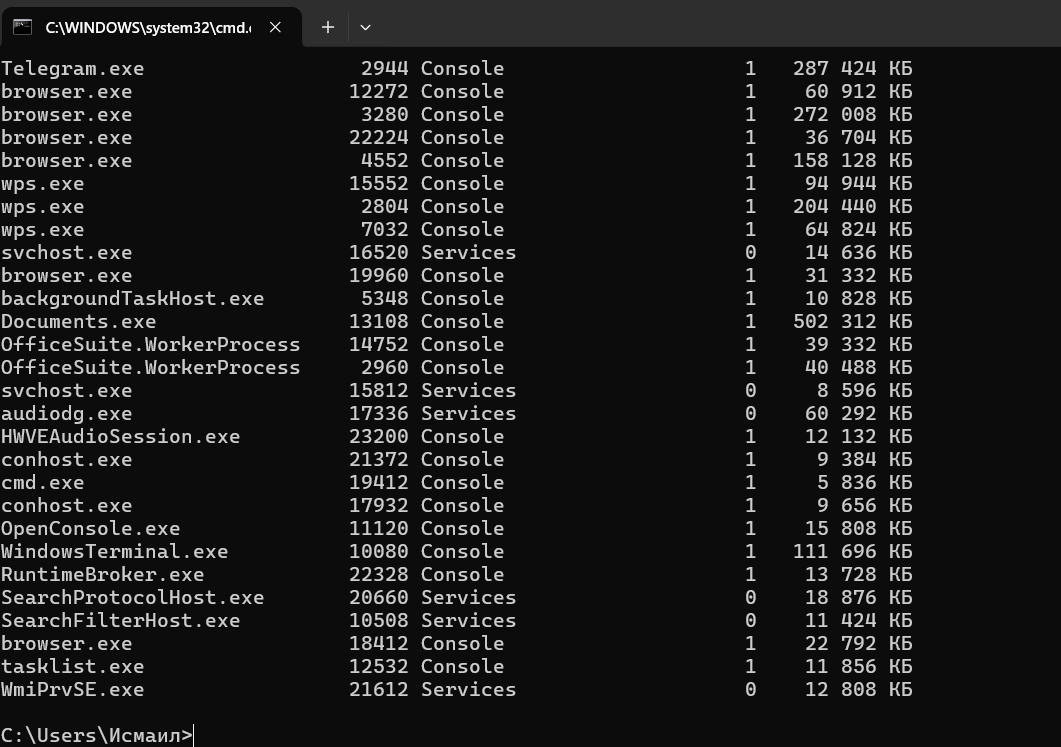 C:\WINDOWS\system32\cmd.e
Telegram.exe 2944 Console 1 287 424 КБ
browser.exe 12272 Console 1 60 912 КБ
browser.exe 3280 Console 1 272 008 КБ
browser.exe 22224 Console 1 36 704 КБ
browser.exe 4552 Console 1 158 128 КБ
wps.exe 15552 Console 1 94 944 КБ
wps.exe 2804 Console 1 204 440 КБ
wps.exe 7032 Console 1 64 824 КБ
svchost.exe 16520 Services 0 14 636 КБ
browser.exe 19960 Console 1 31 332 КБ
backgroundTaskHost.exe 5348 Console 1 10 828 КБ
Documents.exe 13108 Console 1 502 312 КБ
OfficeSuite.WorkerProcess 14752 Console 1 39 332 КБ
OfficeSuite.WorkerProcess 2960 Console 1 40 488 КБ
svchost.exe 15812 Services 0 8 596 КБ
audiodg.exe 17336 Services 0 60 292 КБ
HWVEAudioSession.exe 23200 Console 1 12 132 КБ
conhost.exe 21372 Console 1 9 384 КБ
cmd.exe 19412 Console 1 5 836 КБ
conhost.exe 17932 Console 1 9 656 КБ
OpenConsole.exe 11120 Console 1 15 808 КБ
WindowsTerminal.exe 10080 Console 1 111 696 КБ
RuntimeBroker.exe 22328 Console 1 13 728 КБ
SearchProtocolHost.exe 20660 Services 0 18 876 КБ
SearchFilterHost.exe 10508 Services 0 11 424 КБ
browser.exe 18412 Console 1 22 792 КБ
tasklist.exe 12532 Console 1 11 856 КБ
WmiPrvSE.exe 21612 Services 0 12 808 КБ
C:\Users\Исмаил>